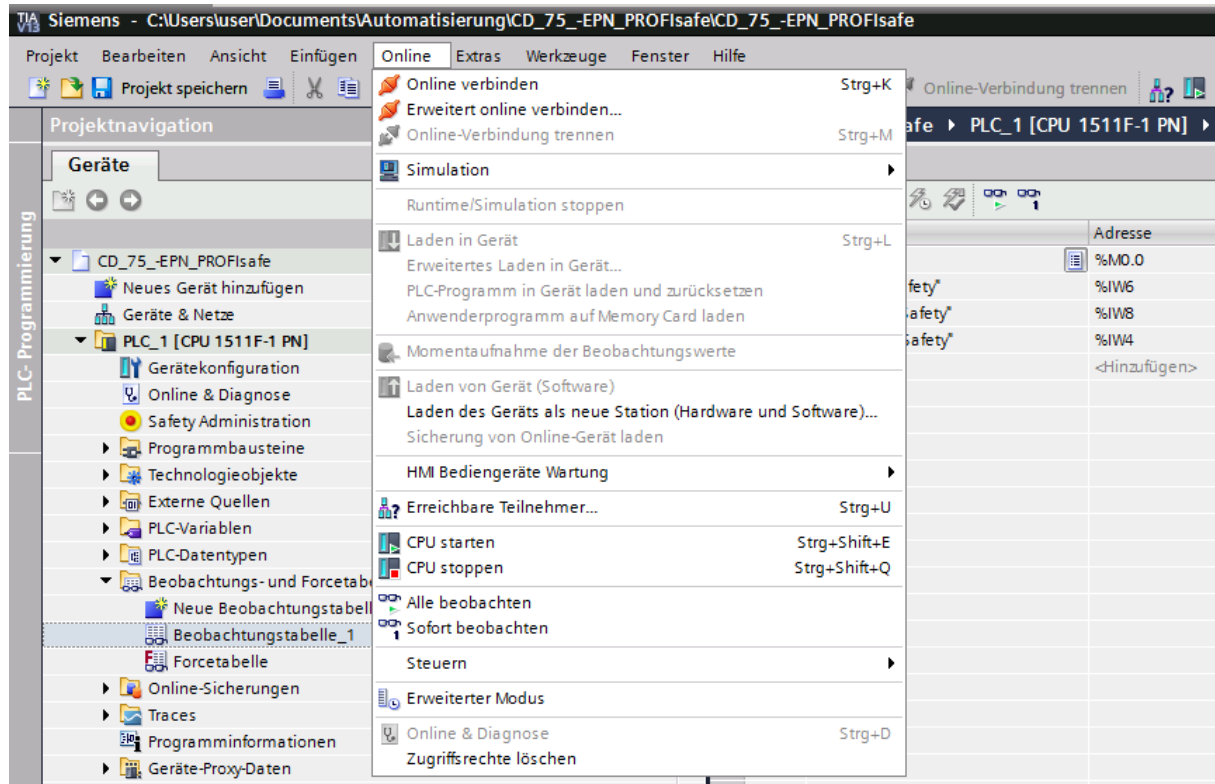 TIA V13 Siemens - C:\Users\user\Documents\Automatisierung\CD_75_-EPN_PROFIsafe\CD_75_-EPN_PROFIsafe
Projekt Bearbeiten Ansicht Einfügen Online Extras Werkzeuge Fenster Hilfe
Projekt speichern
Online-Verbindung trennen
Projektnavigation
Geräte
PLC-Programmierung
CD_75_-EPN_PROFIsafe
Neues Gerät hinzufügen
Geräte & Netze
PLC_1 [CPU 1511F-1 PN]
Gerätekonfiguration
Online & Diagnose
Safety Administration
Programmbausteine
Technologieobjekte
Externe Quellen
PLC-Variablen
PLC-Datentypen
Beobachtungs- und Forcetabe
Neue Beobachtungstabell
Beobachtungstabelle_1
Forcetabelle
Online-Sicherungen
Traces
Programminformationen
Geräte-Proxy-Daten
Online verbinden Strg+K
Erweitert online verbinden...
Online-Verbindung trennen Strg+M
Simulation
Runtime/Simulation stoppen
Laden in Gerät Strg+L
Erweitertes Laden in Gerät...
PLC-Programm in Gerät laden und zurücksetzen
Anwenderprogramm auf Memory Card laden
Momentaufnahme der Beobachtungswerte
Laden von Gerät (Software)
Laden des Geräts als neue Station (Hardware und Software)...
Sicherung von Online-Gerät laden
HMI Bediengeräte Wartung
Erreichbare Teilnehmer... Strg+U
CPU starten Strg+Shift+E
CPU stoppen Strg+Shift+Q
Alle beobachten
Sofort beobachten
Steuern
Erweiterter Modus
Online & Diagnose Strg+D
Zugriffsrechte löschen
afe PLC_1 [CPU 1511F-1 PN]
Adresse
%M0.0
fety" %IW6
afety" %IW8
afety" %IW4
<Hinzufügen>